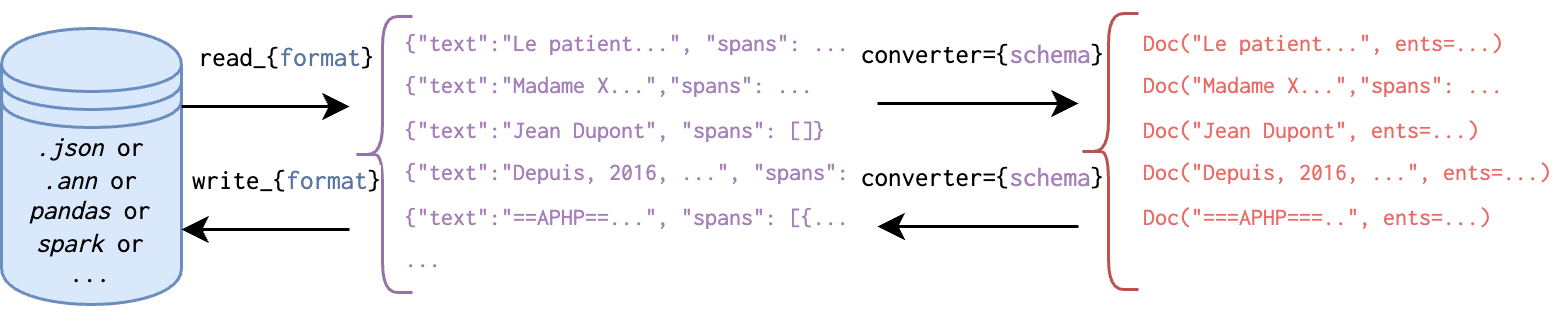 .json or
.ann or
pandas or
spark or
...
read_{format}
write_{format}
{"text":"Le patient...", "spans": ...
{"text":"Madame X...","spans": ...
{"text":"Jean Dupont", "spans": []}
{"text":"Depuis, 2016, ...", "spans":
{"text":"==APHP==...", "spans": [{...
...
converter={schema}
converter={schema}
Doc("Le patient...", ents=...)
Doc("Madame X...","spans": ...
Doc("Jean Dupont", ents=...)
Doc("Depuis, 2016, ...", ents=...)
Doc("===APHP===..", ents=...)